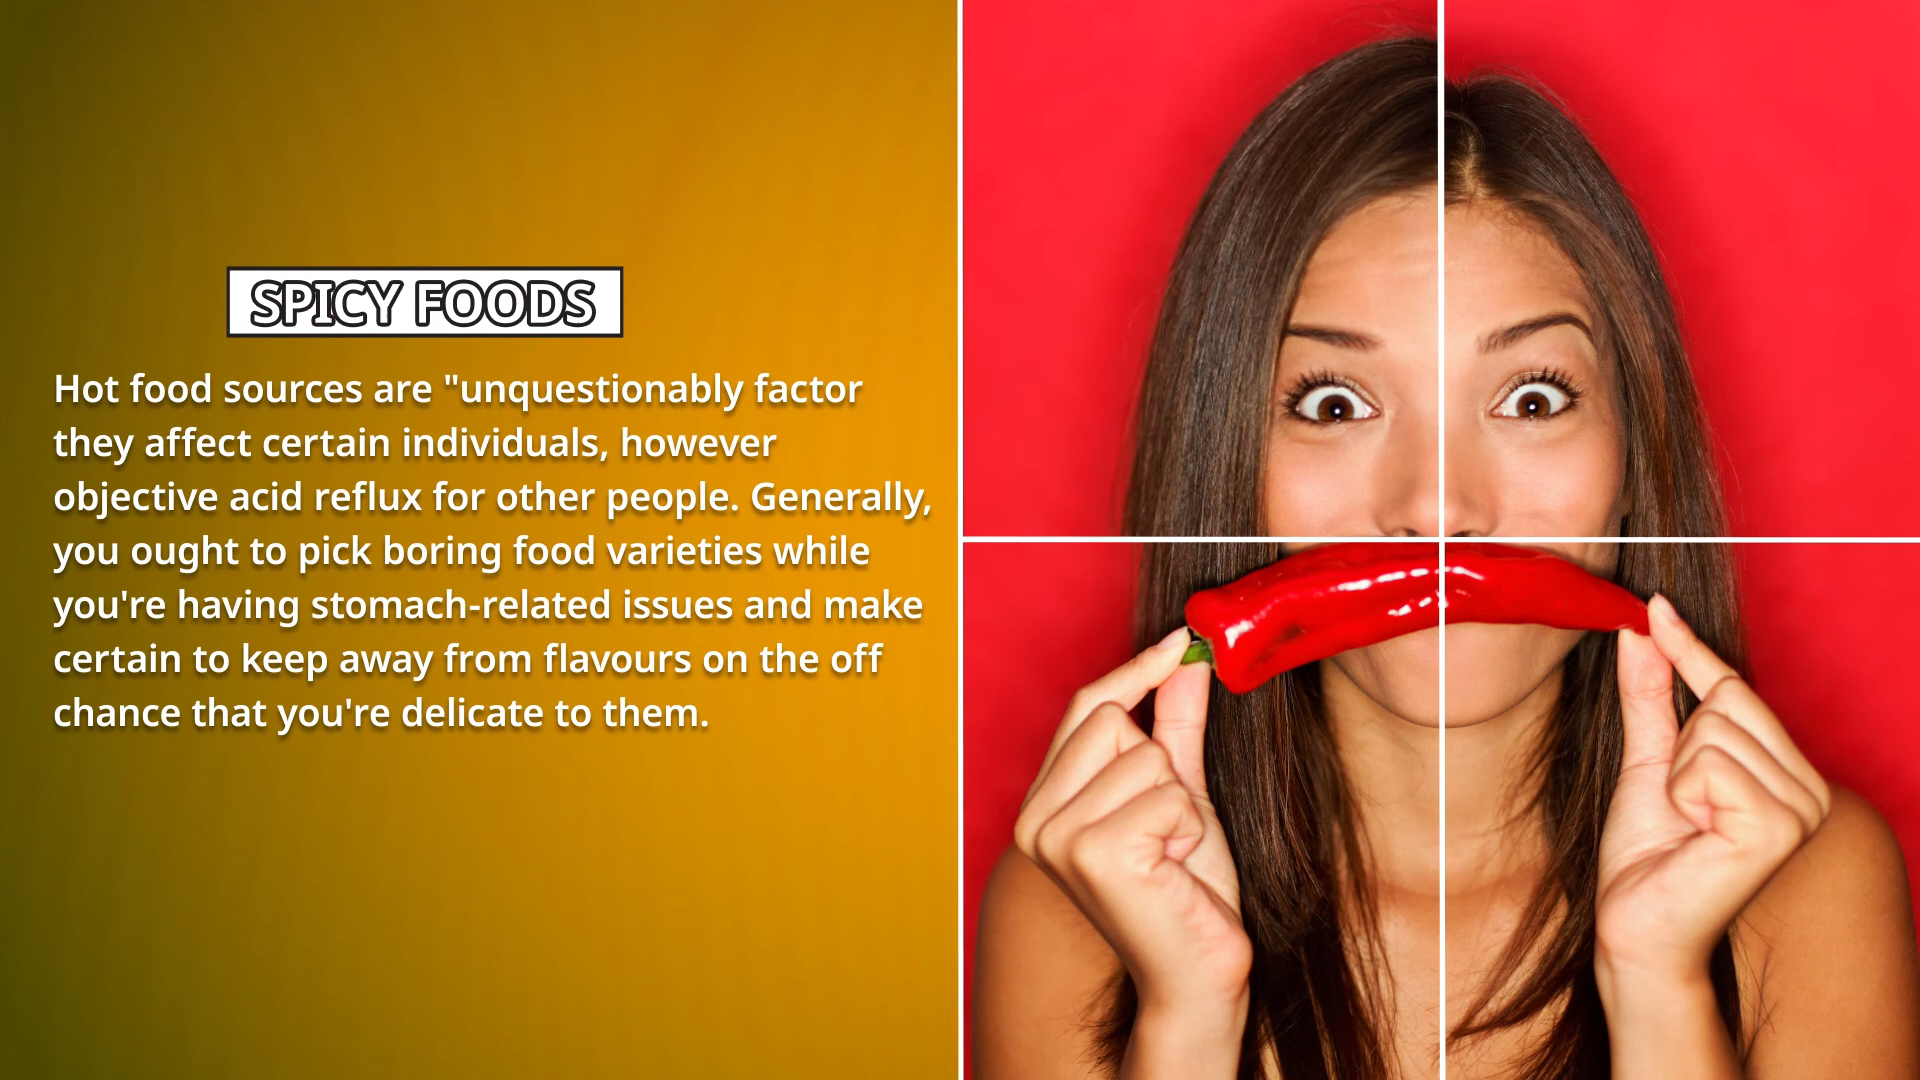 SPICY FOODS
Hot food sources are "unquestionably factor
they affect certain individuals, however
objective acid reflux for other people. Generally,
you ought to pick boring food varieties while
you're having stomach-related issues and make
certain to keep away from flavours on the off
chance that you're delicate to them.